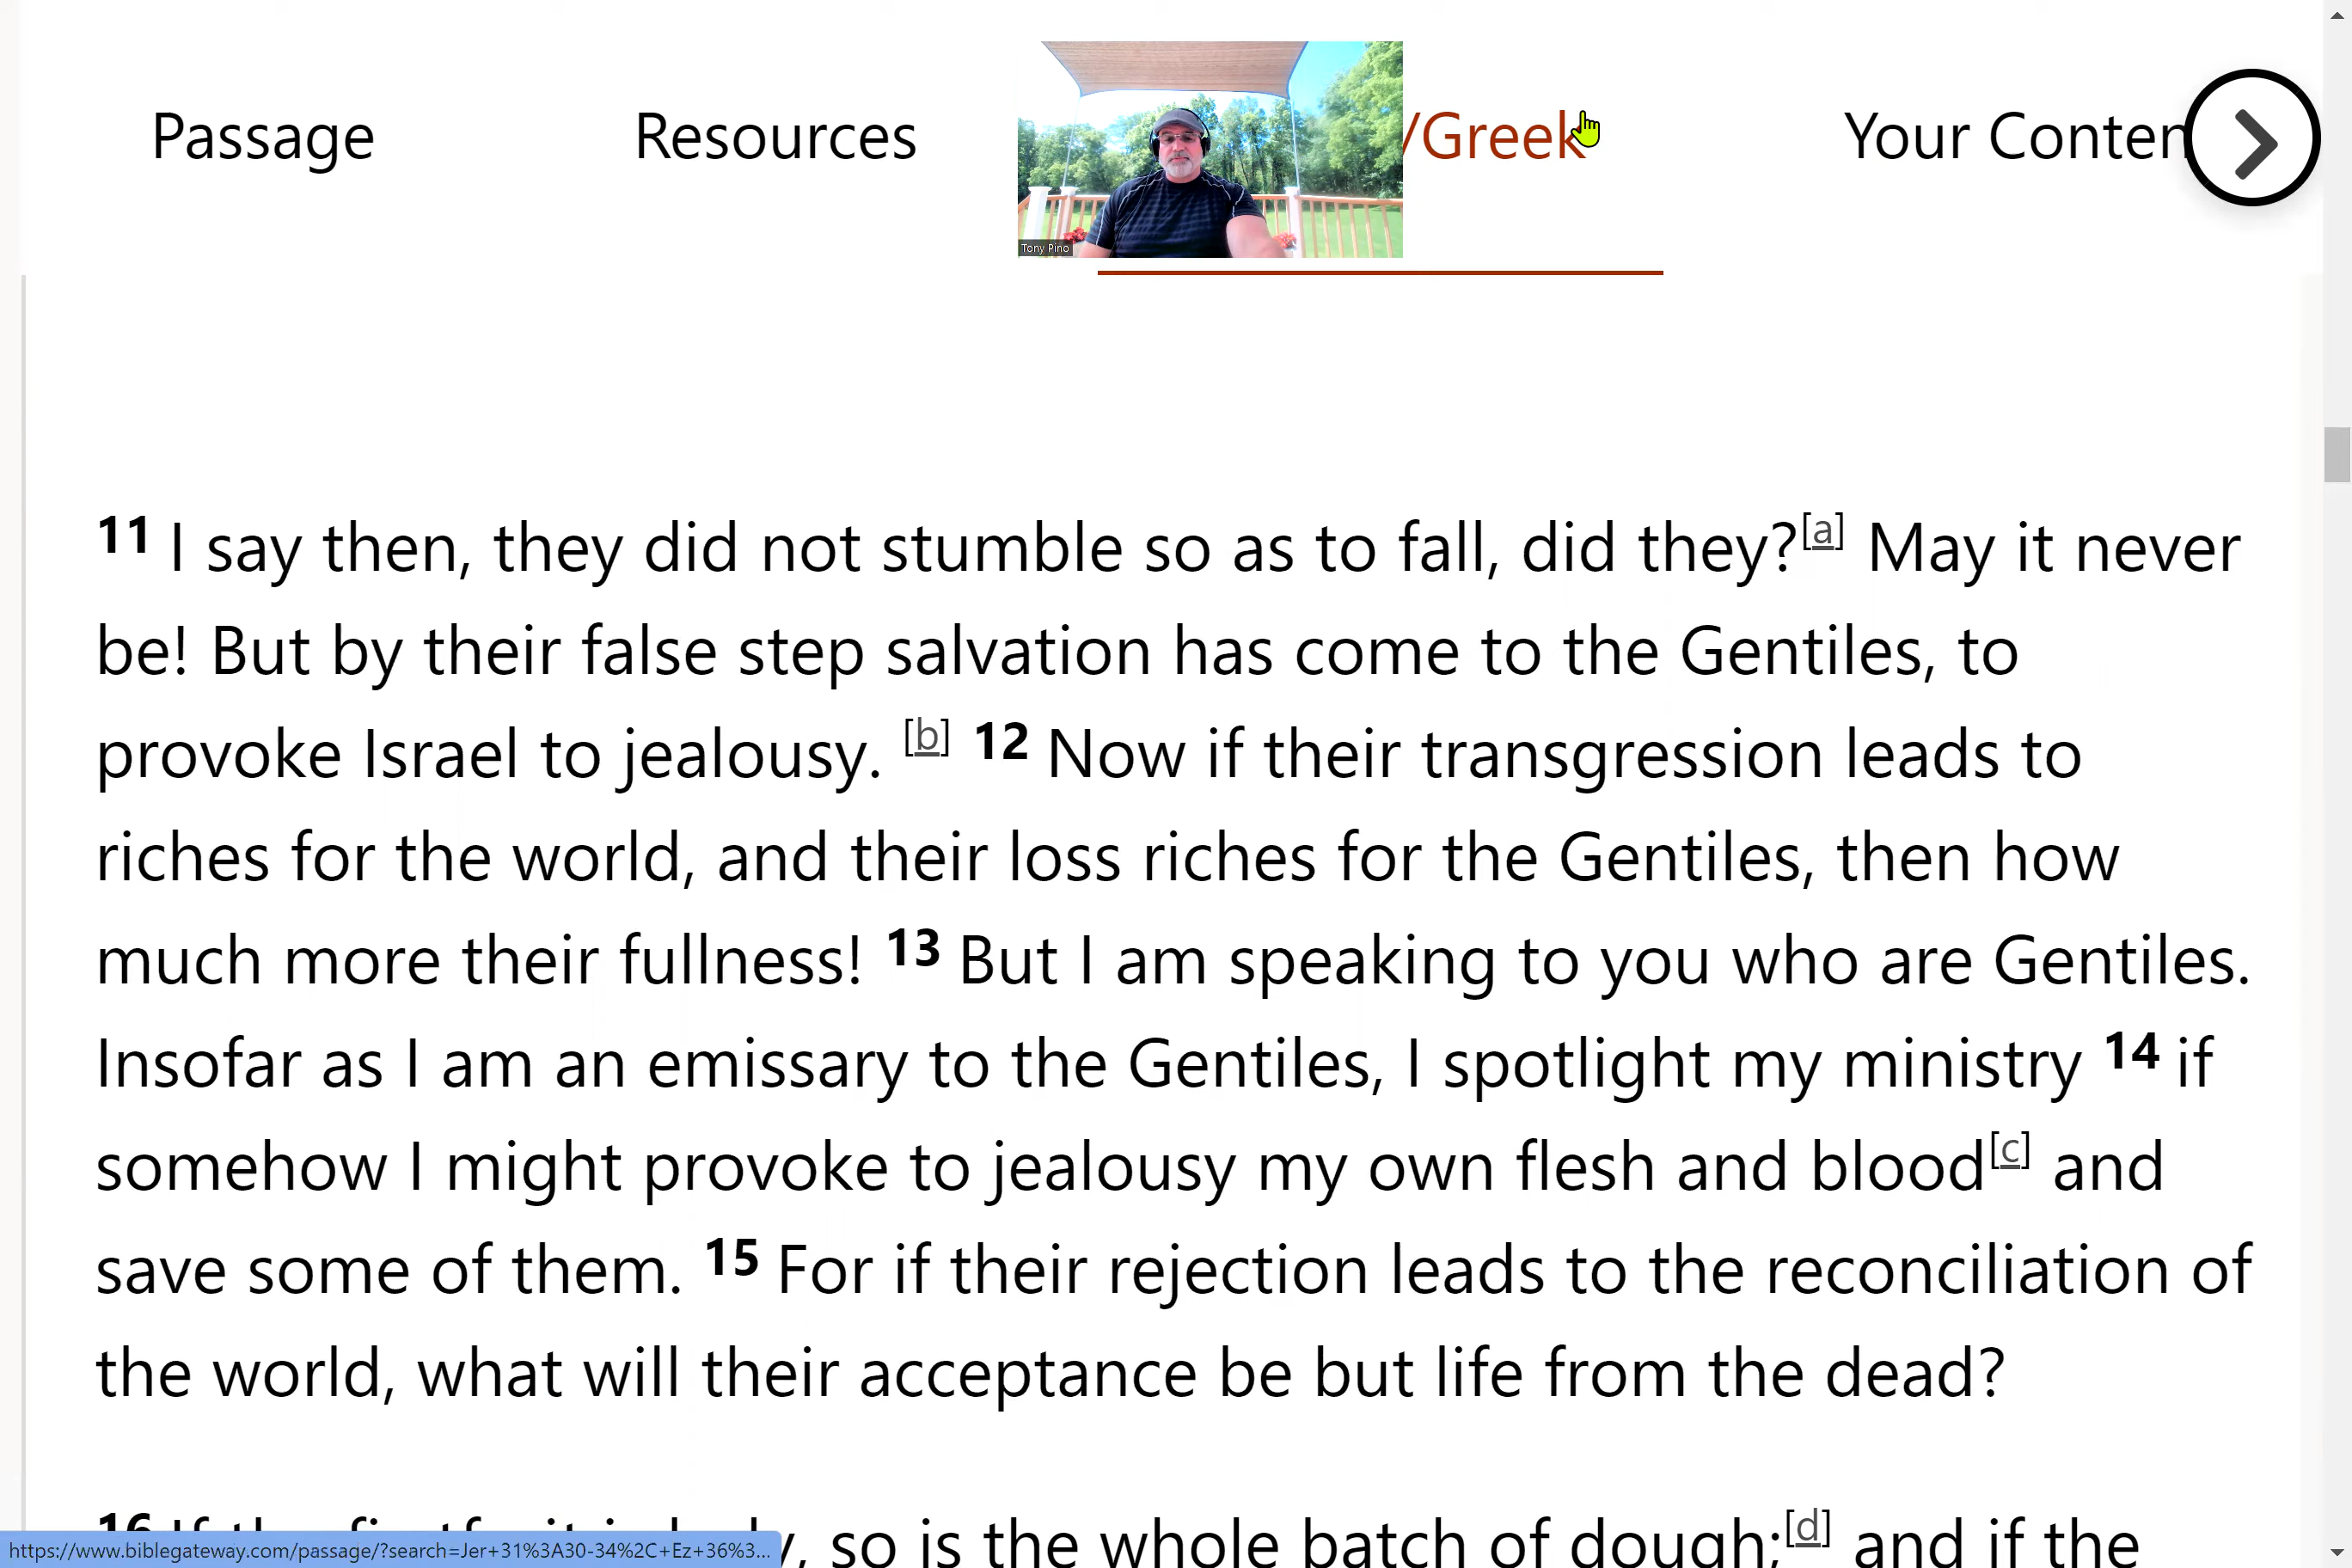 Passage Resources /Greek Your Conten
Tony Pino
11 I say then, they did not stumble so as to fall, did they?[a] May it never
be! But by their false step salvation has come to the Gentiles, to
provoke Israel to jealousy. [b] 12 Now if their transgression leads to
riches for the world, and their loss riches for the Gentiles, then how
much more their fullness! 13 But I am speaking to you who are Gentiles.
Insofar as I am an emissary to the Gentiles, I spotlight my ministry 14 if
somehow I might provoke to jealousy my own flesh and blood[c] and
save some of them. 15 For if their rejection leads to the reconciliation of
the world, what will their acceptance be but life from the dead?
16 If the firstfruit is holy, so is the whole batch of dough;[d] and if the
https://www.biblegateway.com/passage/?search=Jer+31%3A30-34%2C+Ez+36%3...